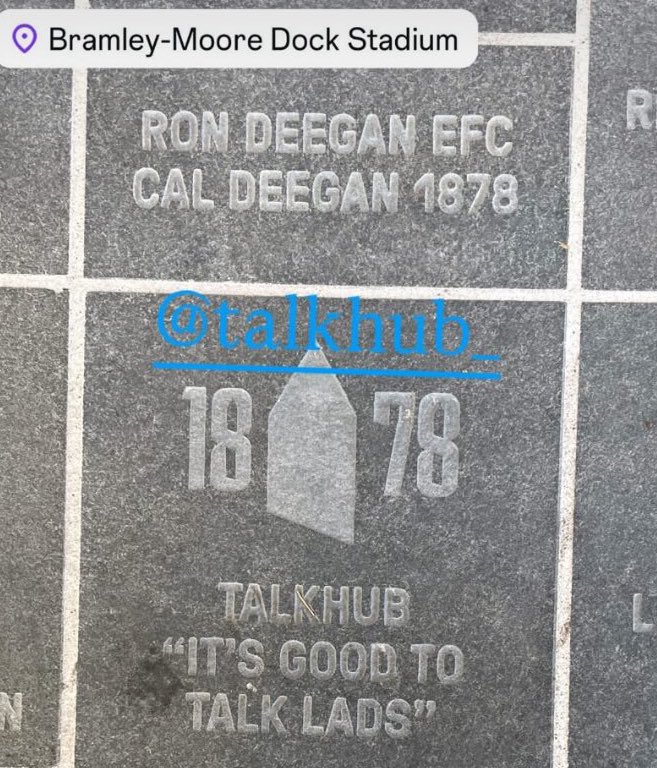 Bramley-Moore Dock Stadium
RON DEEGAN EFC
CAL DEEGAN 1878
@talkhub_
18 78
TALKHUB
"IT'S GOOD TO
TALK LADS"